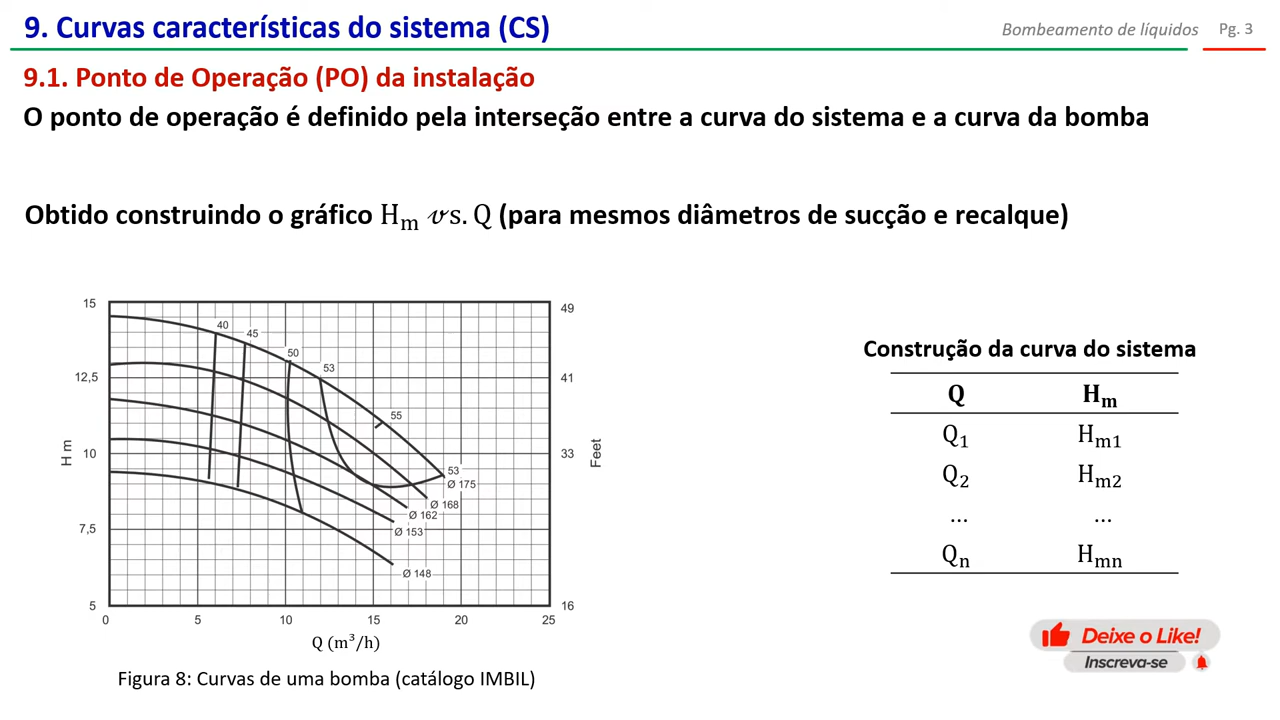 9. Curvas características do sistema (CS)
Bombeamento de líquidos
Pg. 3
9.1. Ponto de Operação (PO) da instalação
O ponto de operação é definido pela interseção entre a curva do sistema e a curva da bomba
Obtido construindo o gráfico Hₘ 𝓋s. Q (para mesmos diâmetros de sucção e recalque)
15
12,5
10
7,5
5
H m
49
41
33
16
Feet
40
45
50
53
55
53
Ø 175
Ø 168
Ø 162
Ø 153
Ø 148
0 5 10 15 20 25
Q (m³/h)
Figura 8: Curvas de uma bomba (catálogo IMBIL)
Construção da curva do sistema
Q Hₘ
Q₁ Hₘ₁
Q₂ Hₘ₂
... ...
Qₙ Hₘₙ
Deixe o Like!
Inscreva-se